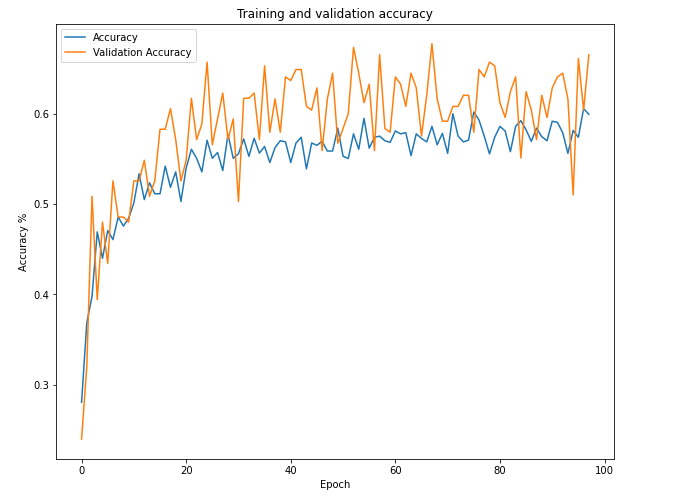 Training and validation accuracy
Accuracy
Validation Accuracy
Accuracy %
0.6
0.5
0.4
0.3
0 20 40 60 80 100
Epoch